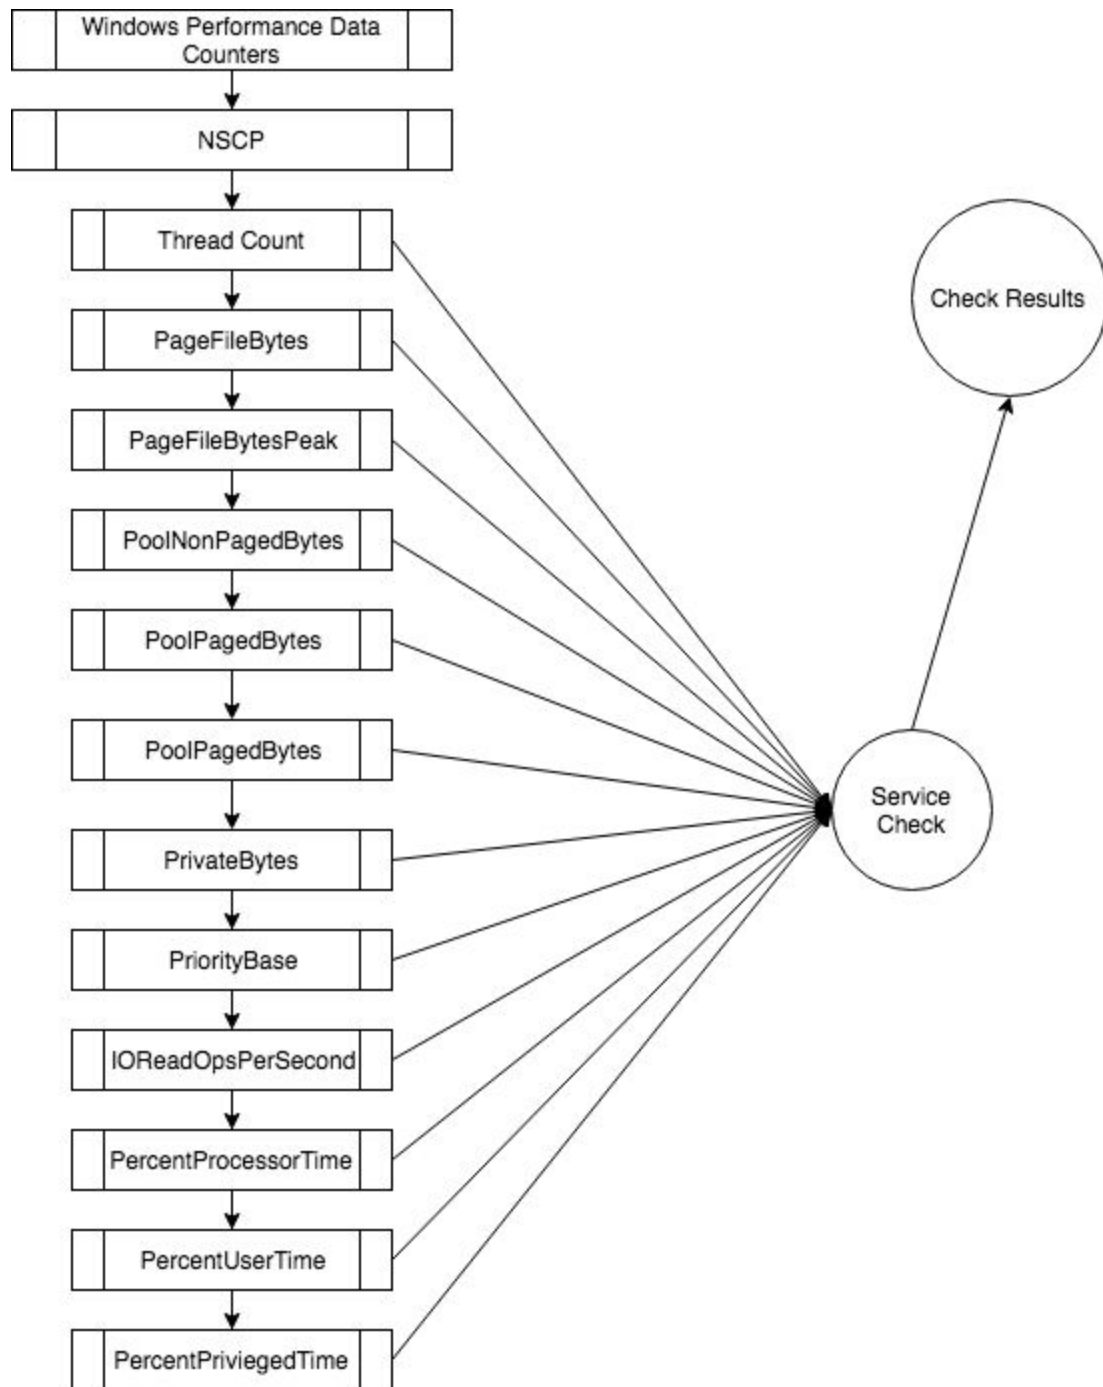 Windows Performance Data
Counters
NSCP
Thread Count
PageFileBytes
PageFileBytesPeak
PoolNonPagedBytes
PoolPagedBytes
PoolPagedBytes
PrivateBytes
PriorityBase
IOReadOpsPerSecond
PercentProcessorTime
PercentUserTime
PercentPriviegedTime
Check Results
Service
Check